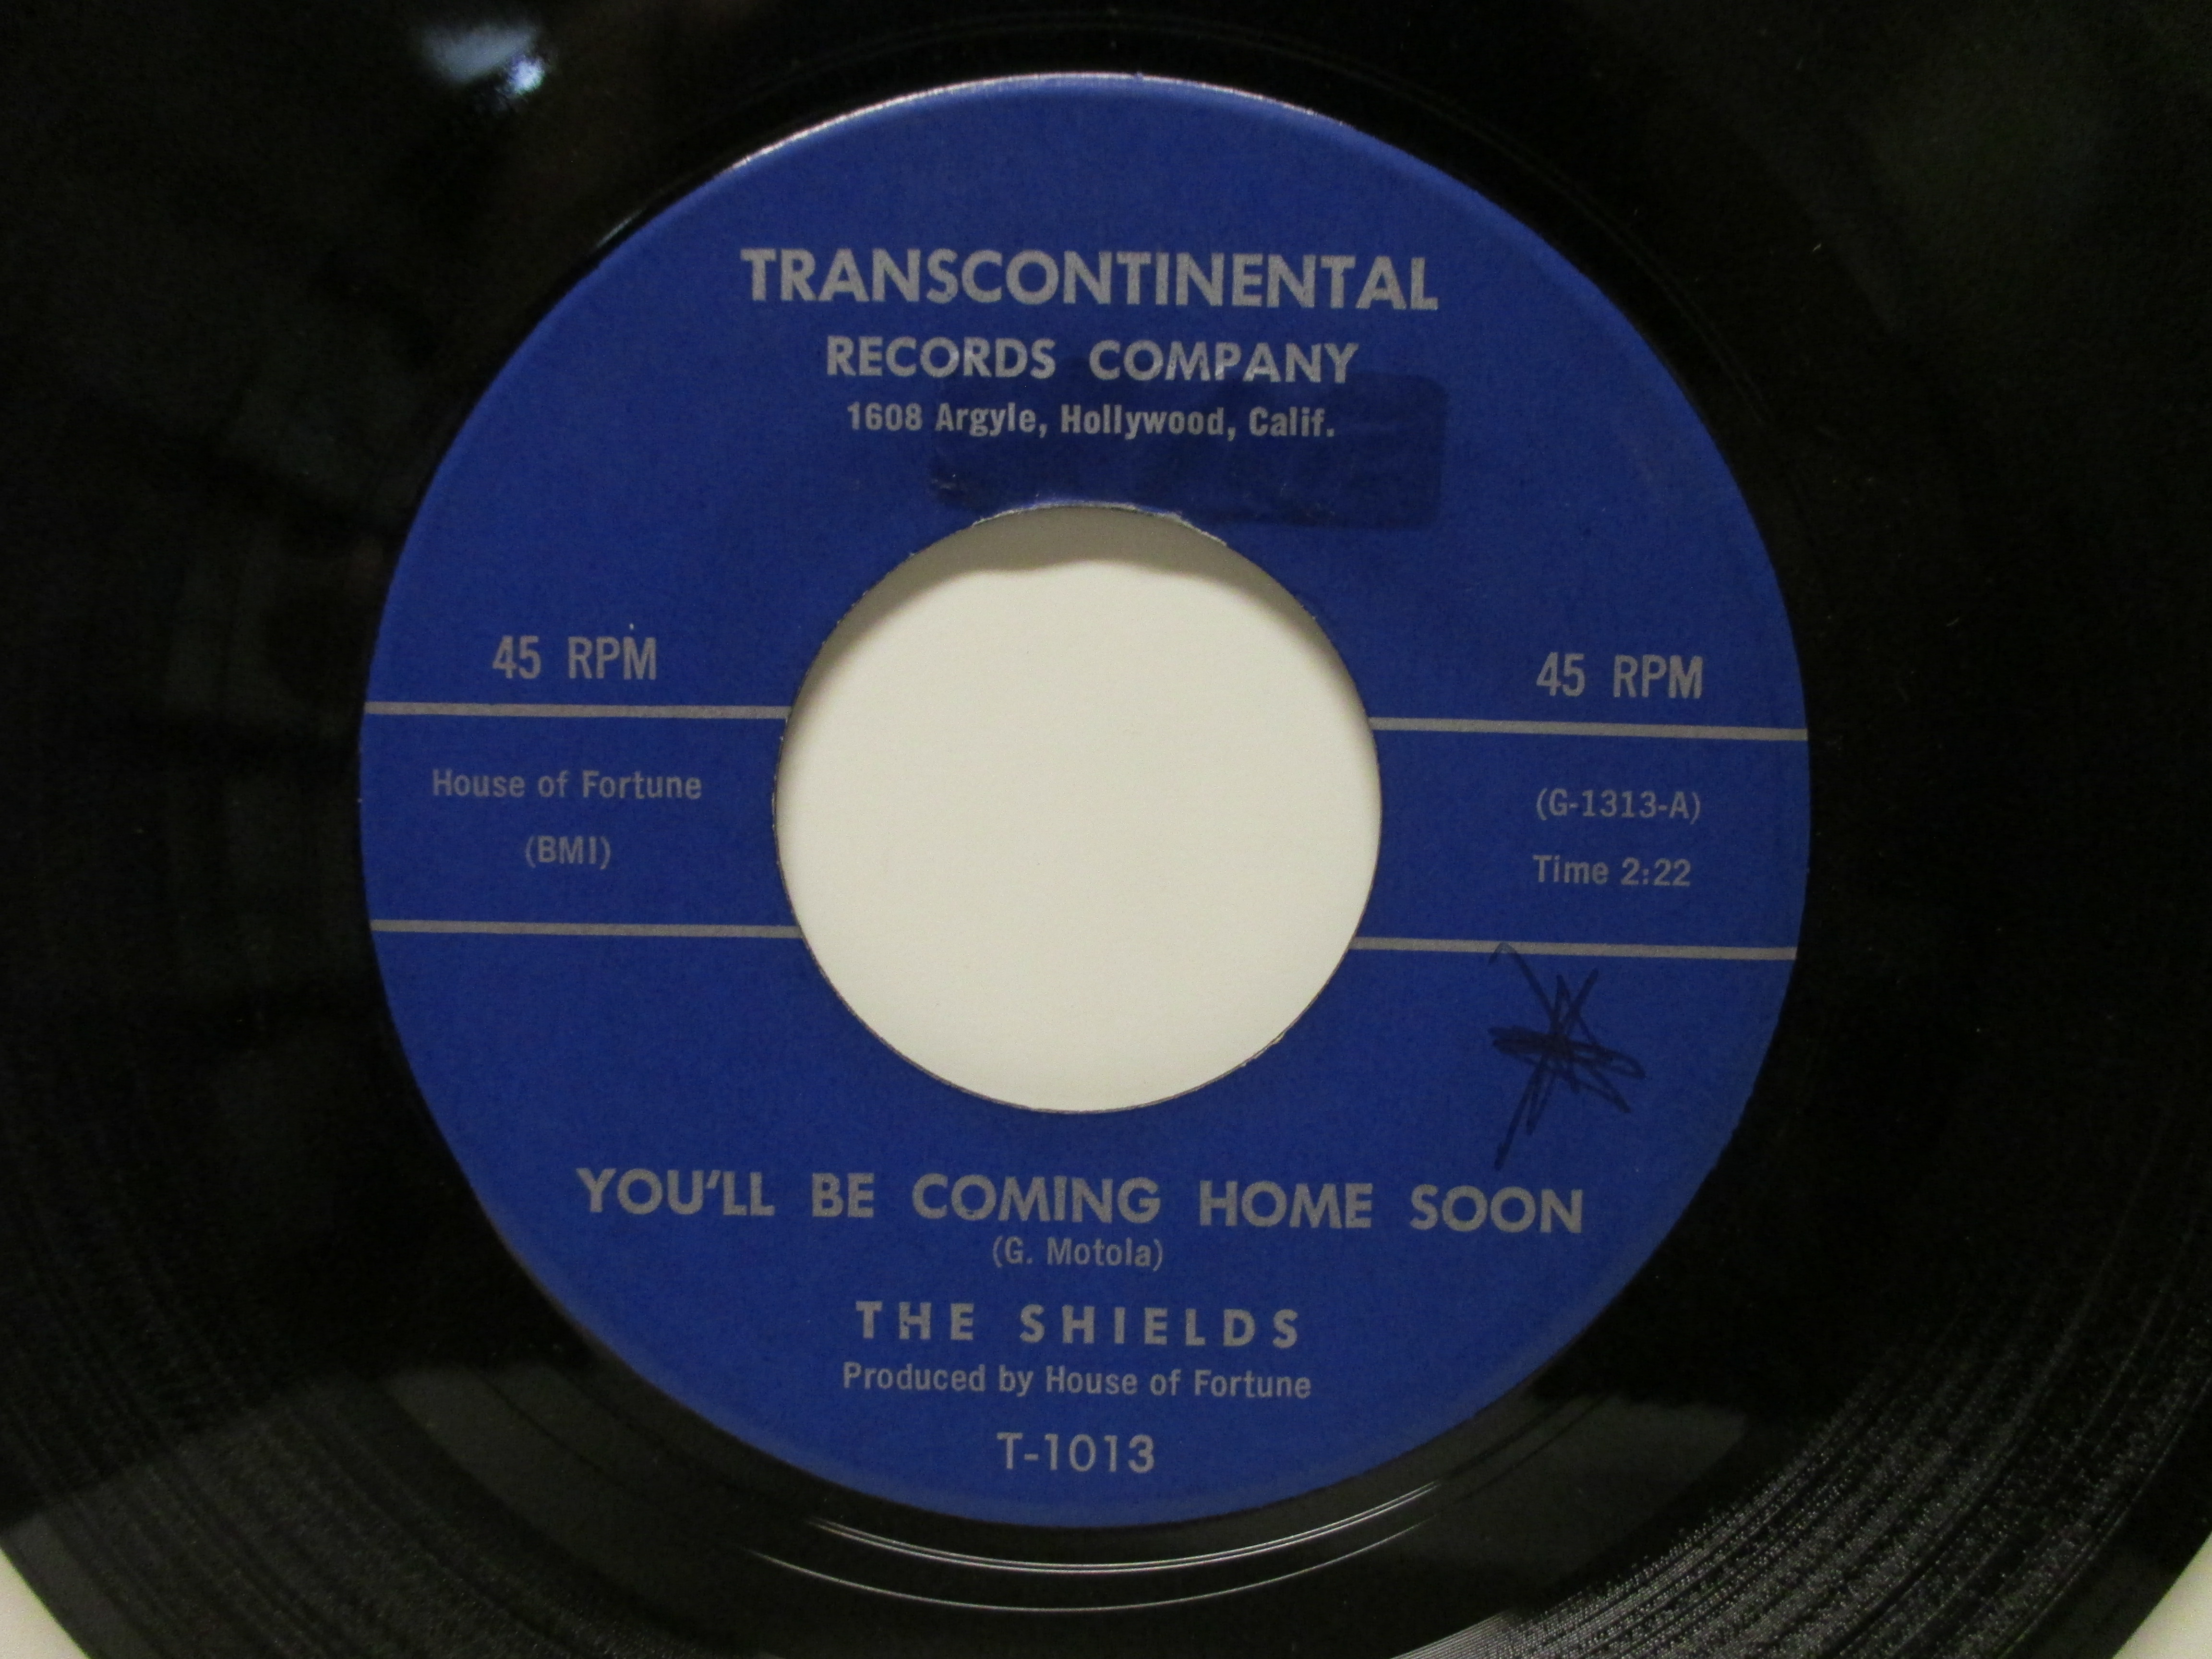 TRANSCONTINENTAL
RECORDS COMPANY
1608 Argyle, Hollywood, Calif.
45 RPM
45 RPM
House of Fortune
(BMI)
(G-1313-A)
Time 2:22
YOU'LL BE COMING HOME SOON
(G. Motola)
THE SHIELDS
Produced by House of Fortune
T-1013